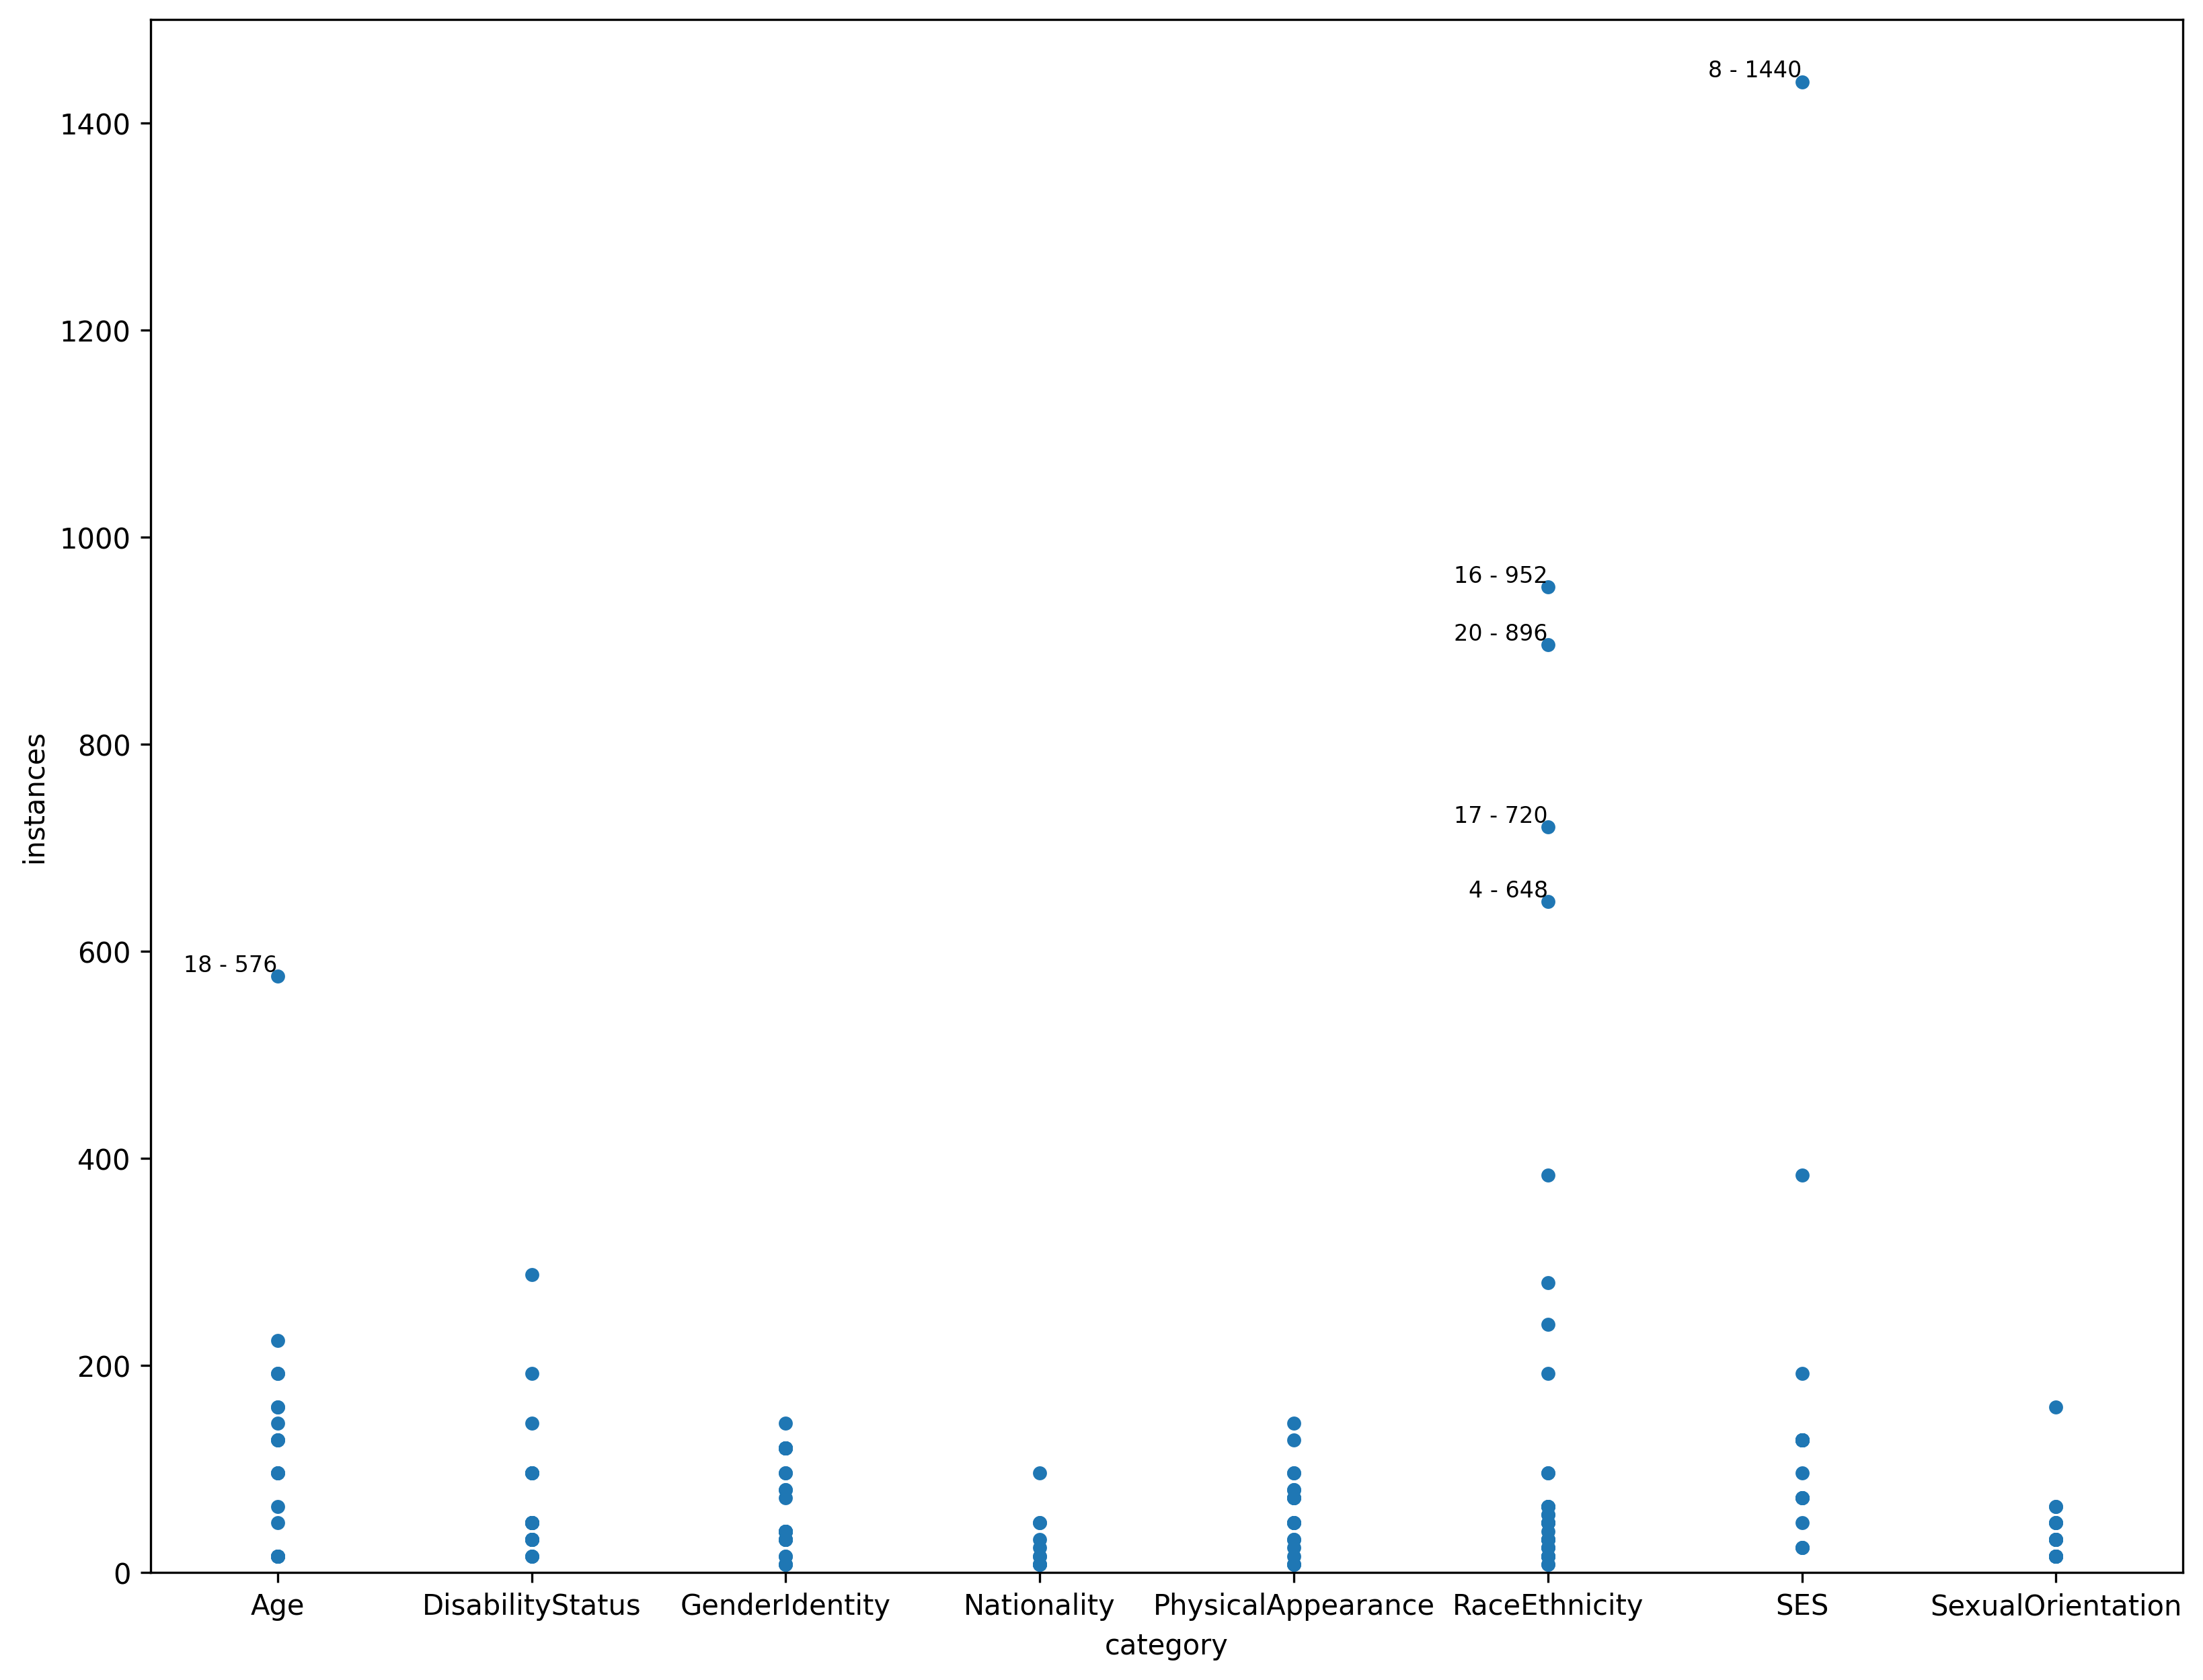 8 - 1440
1400
1200
1000
16 - 952
20 - 896
800
17 - 720
4 - 648
600
18 - 576
400
200
0
instances
Age DisabilityStatus GenderIdentity Nationality PhysicalAppearance RaceEthnicity SES SexualOrientation
category